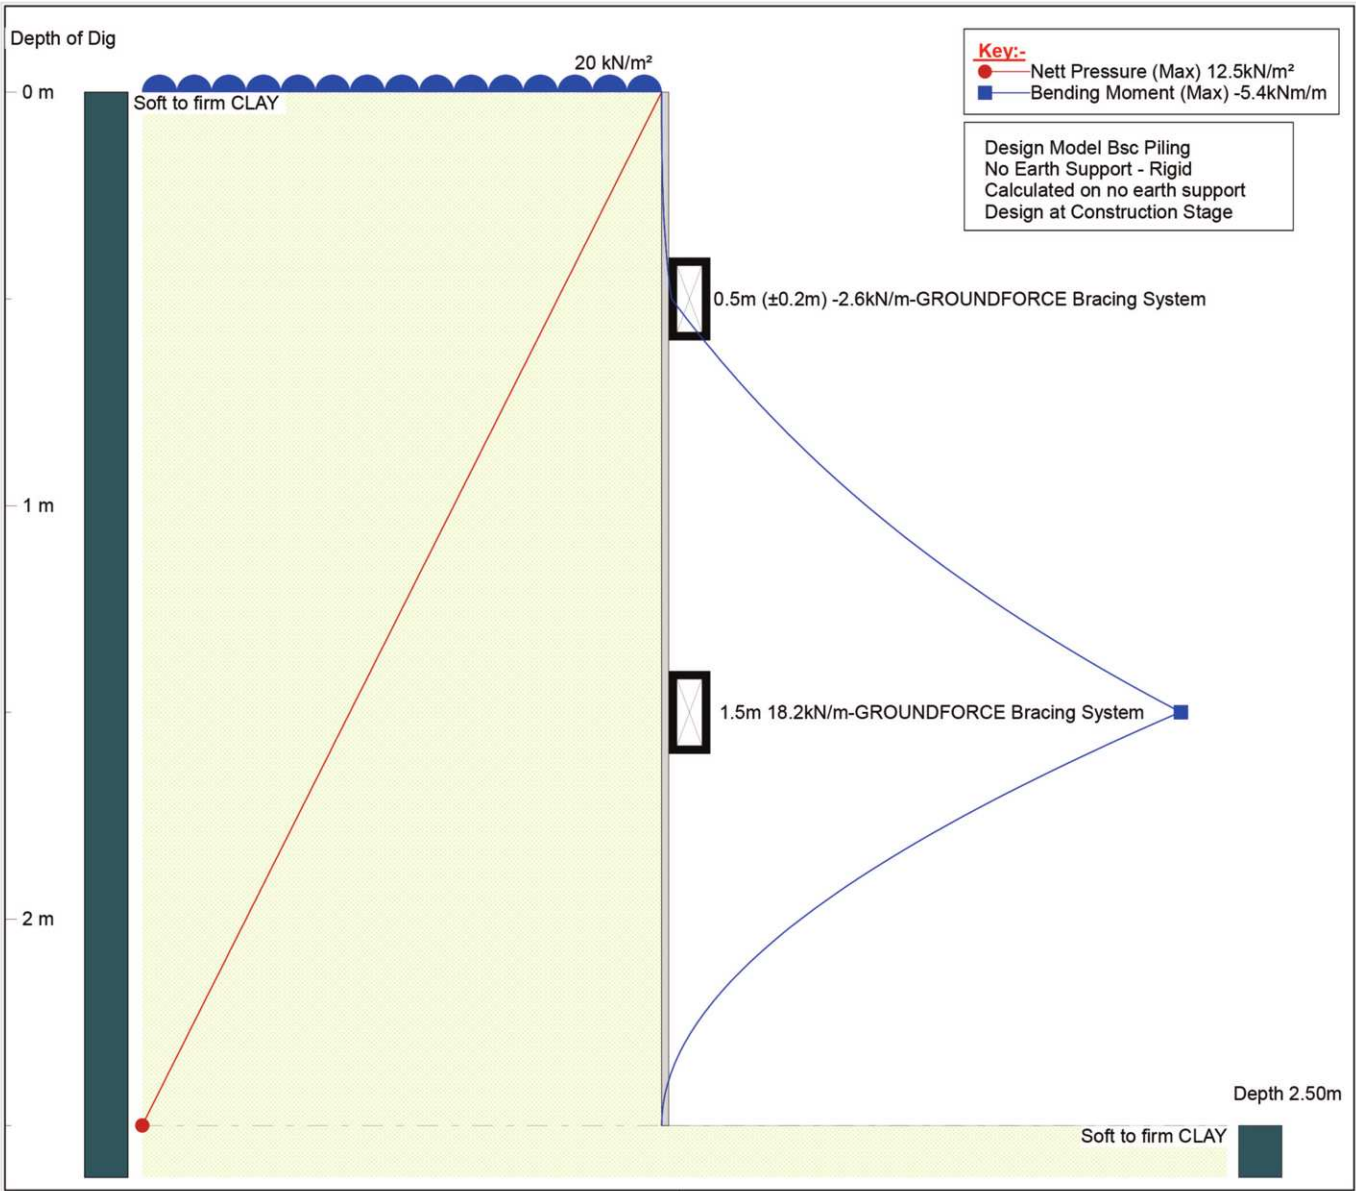 Depth of Dig
20 kN/m²
Key:-
Nett Pressure (Max) 12.5kN/m²
Bending Moment (Max) -5.4kNm/m
0 m
Soft to firm CLAY
Design Model Bsc Piling
No Earth Support - Rigid
Calculated on no earth support
Design at Construction Stage
0.5m (±0.2m) -2.6kN/m-GROUNDFORCE Bracing System
1 m
1.5m 18.2kN/m-GROUNDFORCE Bracing System
2 m
Depth 2.50m
Soft to firm CLAY